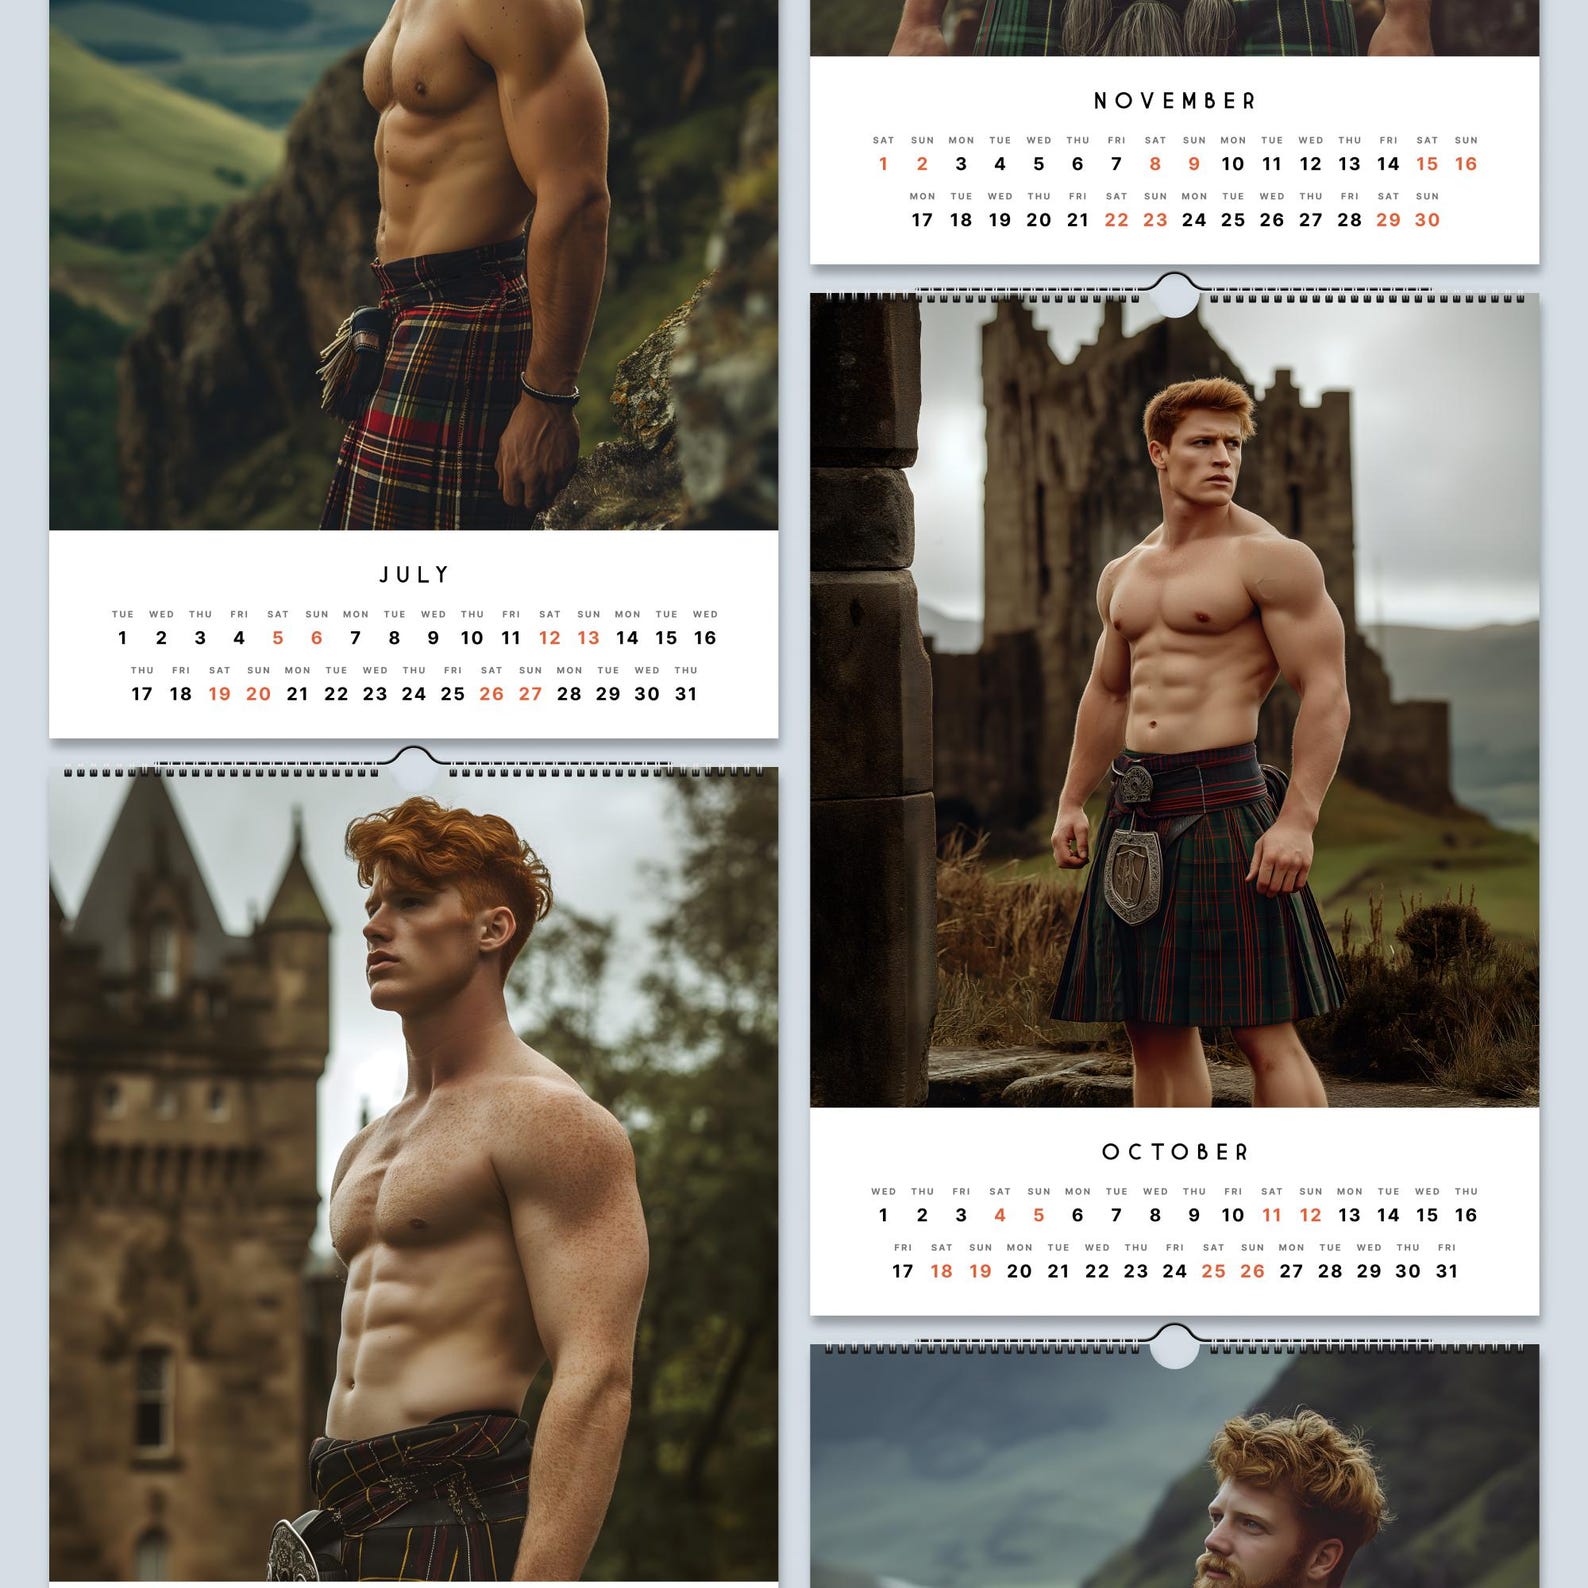 JULY
TUE WED THU FRI SAT SUN MON TUE WED THU FRI SAT SUN MON TUE WED
1 2 3 4 5 6 7 8 9 10 11 12 13 14 15 16
THU FRI SAT SUN MON TUE WED THU FRI SAT SUN MON TUE WED THU
17 18 19 20 21 22 23 24 25 26 27 28 29 30 31
NOVEMBER
SAT SUN MON TUE WED THU FRI SAT SUN MON TUE WED THU FRI SAT SUN
1 2 3 4 5 6 7 8 9 10 11 12 13 14 15 16
MON TUE WED THU FRI SAT SUN MON TUE WED THU FRI SAT SUN
17 18 19 20 21 22 23 24 25 26 27 28 29 30
OCTOBER
WED THU FRI SAT SUN MON TUE WED THU FRI SAT SUN MON TUE WED THU
1 2 3 4 5 6 7 8 9 10 11 12 13 14 15 16
FRI SAT SUN MON TUE WED THU FRI SAT SUN MON TUE WED THU FRI
17 18 19 20 21 22 23 24 25 26 27 28 29 30 31